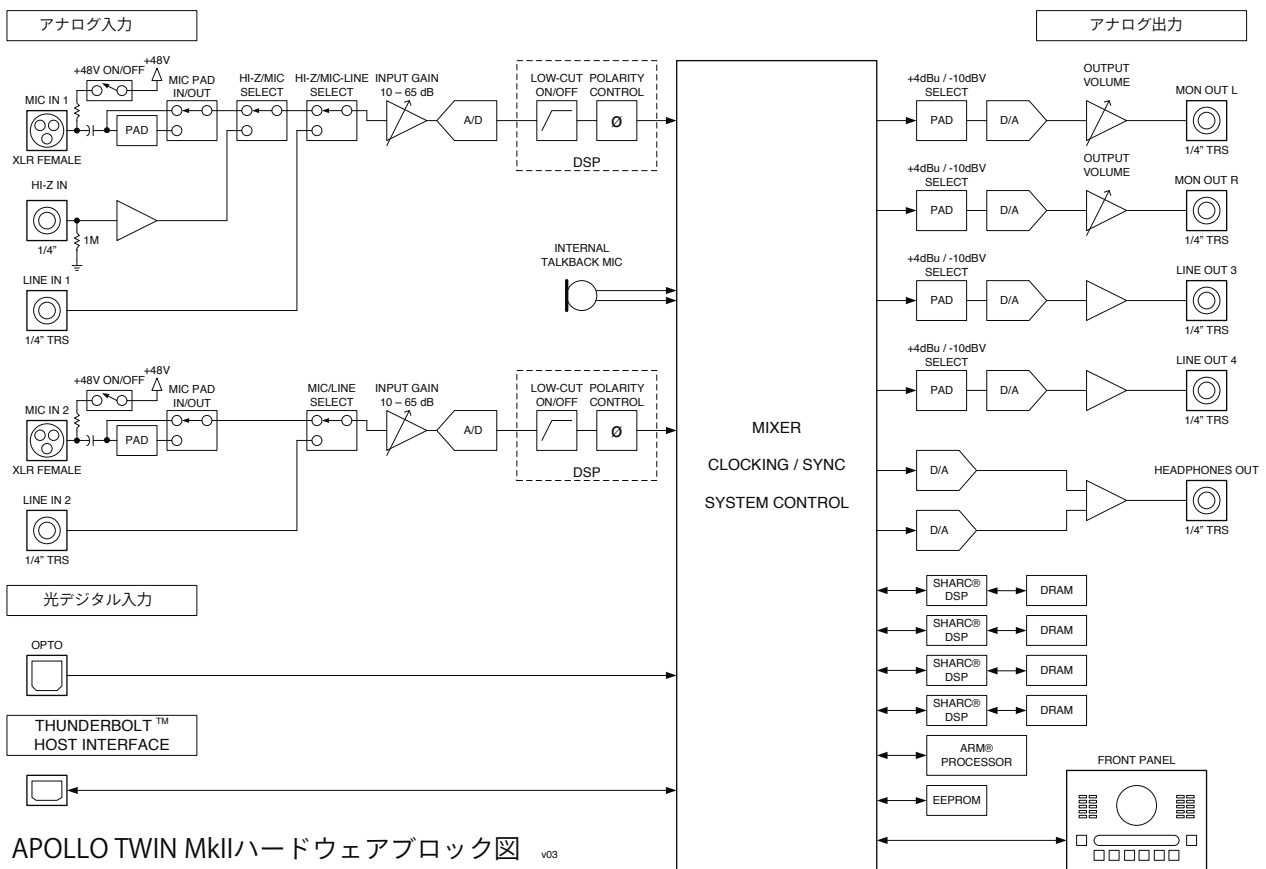 アナログ入力
アナログ出力
+48V
+48V ON/OFF
MIC PAD
IN/OUT
HI-Z/MIC
SELECT
HI-Z/MIC-LINE
SELECT
INPUT GAIN
10 – 65 dB
LOW-CUT
ON/OFF
POLARITY
CONTROL
MIC IN 1
PAD
A/D
Ø
XLR FEMALE
DSP
HI-Z IN
1M
1/4"
INTERNAL
TALKBACK MIC
LINE IN 1
1/4" TRS
+48V
+48V ON/OFF
MIC PAD
IN/OUT
MIC/LINE
SELECT
INPUT GAIN
10 – 65 dB
LOW-CUT
ON/OFF
POLARITY
CONTROL
MIC IN 2
PAD
A/D
Ø
XLR FEMALE
DSP
LINE IN 2
1/4" TRS
光デジタル入力
OPTO
THUNDERBOLT ™
HOST INTERFACE
MIXER
CLOCKING / SYNC
SYSTEM CONTROL
+4dBu / -10dBV
SELECT
PAD
D/A
OUTPUT
VOLUME
MON OUT L
1/4" TRS
+4dBu / -10dBV
SELECT
PAD
D/A
OUTPUT
VOLUME
MON OUT R
1/4" TRS
+4dBu / -10dBV
SELECT
PAD
D/A
LINE OUT 3
1/4" TRS
+4dBu / -10dBV
SELECT
PAD
D/A
LINE OUT 4
1/4" TRS
D/A
D/A
HEADPHONES OUT
1/4" TRS
SHARC®
DSP
DRAM
SHARC®
DSP
DRAM
SHARC®
DSP
DRAM
SHARC®
DSP
DRAM
ARM®
PROCESSOR
EEPROM
FRONT PANEL
APOLLO TWIN MkIIハードウェアブロック図 v03